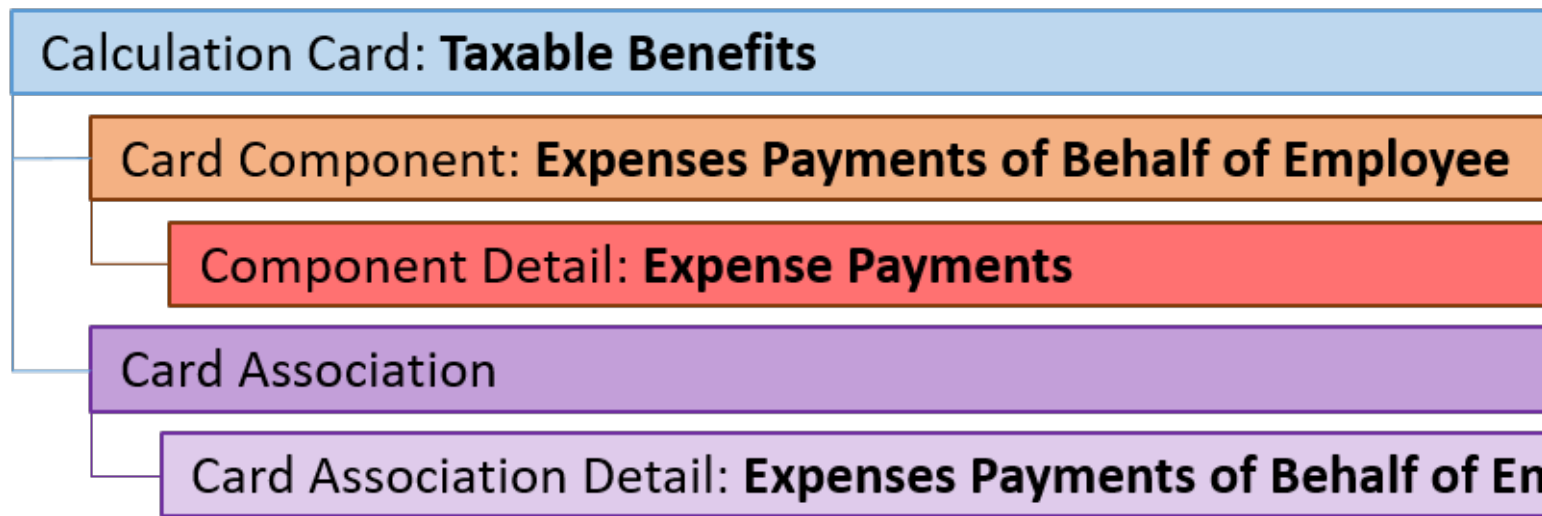 Calculation Card: Taxable Benefits
Card Component: Expenses Payments of Behalf of Employee
Component Detail: Expense Payments
Card Association
Card Association Detail: Expenses Payments of Behalf of